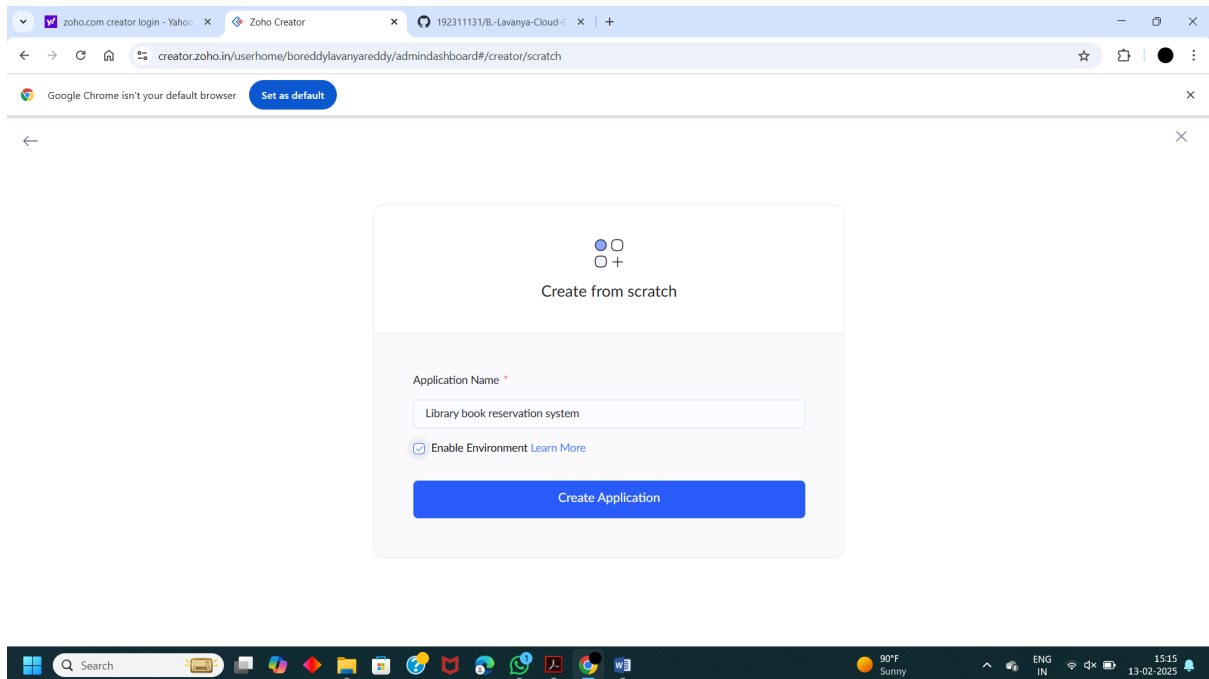 zoho.com creator login - Yahoo
Zoho Creator
192311131/B.-Lavanya-Cloud-C
creator.zoho.in/userhome/boreddylavanyareddy/admindashboard#/creator/scratch
Google Chrome isn't your default browser
Set as default
Create from scratch
Application Name *
Library book reservation system
Enable Environment Learn More
Create Application
Search
1
90°F
Sunny
ENG
IN
15:15
13-02-2025